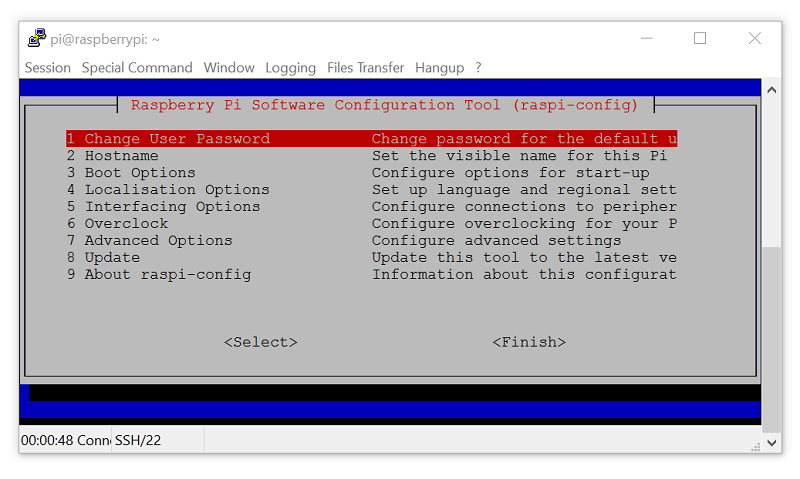 pi@raspberrypi: ~
Session Special Command Window Logging Files Transfer Hangup ?
Raspberry Pi Software Configuration Tool (raspi-config)
1 Change User Password Change password for the default u
2 Hostname Set the visible name for this Pi
3 Boot Options Configure options for start-up
4 Localisation Options Set up language and regional sett
5 Interfacing Options Configure connections to peripher
6 Overclock Configure overclocking for your P
7 Advanced Options Configure advanced settings
8 Update Update this tool to the latest ve
9 About raspi-config Information about this configurat
<Select> <Finish>
00:00:48 Conn SSH/22